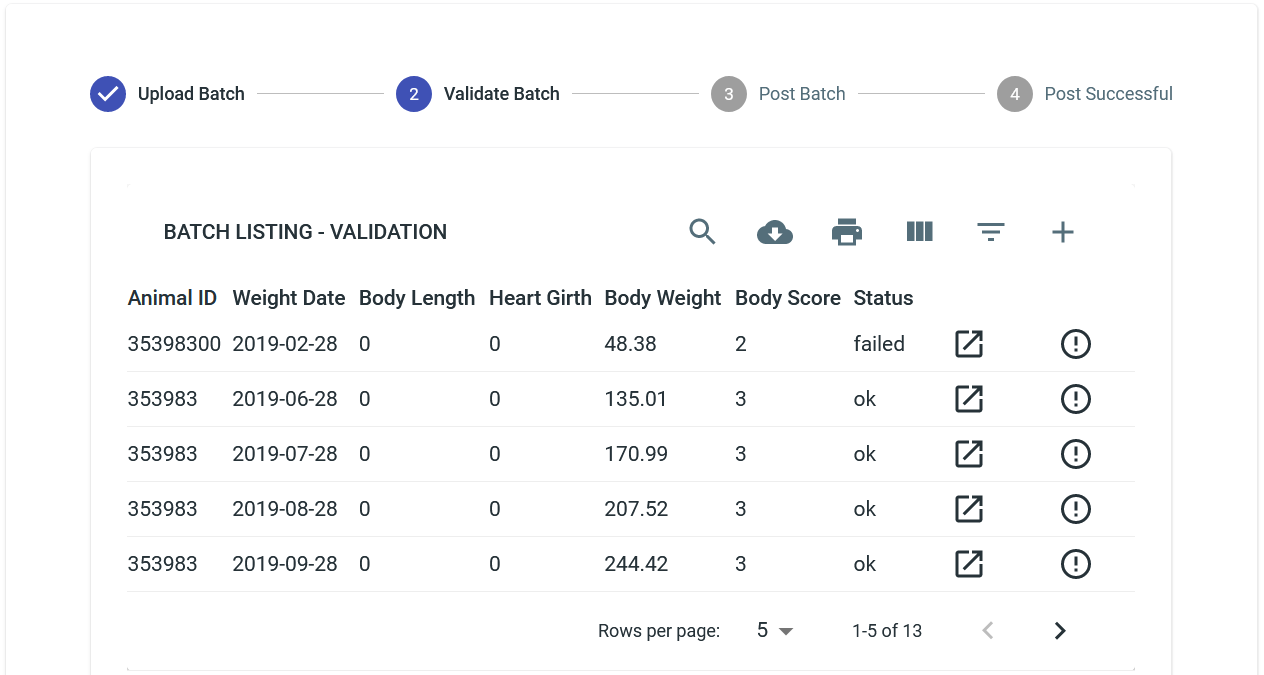 Upload Batch 2 Validate Batch 3 Post Batch 4 Post Successful
BATCH LISTING - VALIDATION
Animal ID Weight Date Body Length Heart Girth Body Weight Body Score Status
35398300 2019-02-28 0 0 48.38 2 failed
353983 2019-06-28 0 0 135.01 3 ok
353983 2019-07-28 0 0 170.99 3 ok
353983 2019-08-28 0 0 207.52 3 ok
353983 2019-09-28 0 0 244.42 3 ok
Rows per page: 5 1-5 of 13